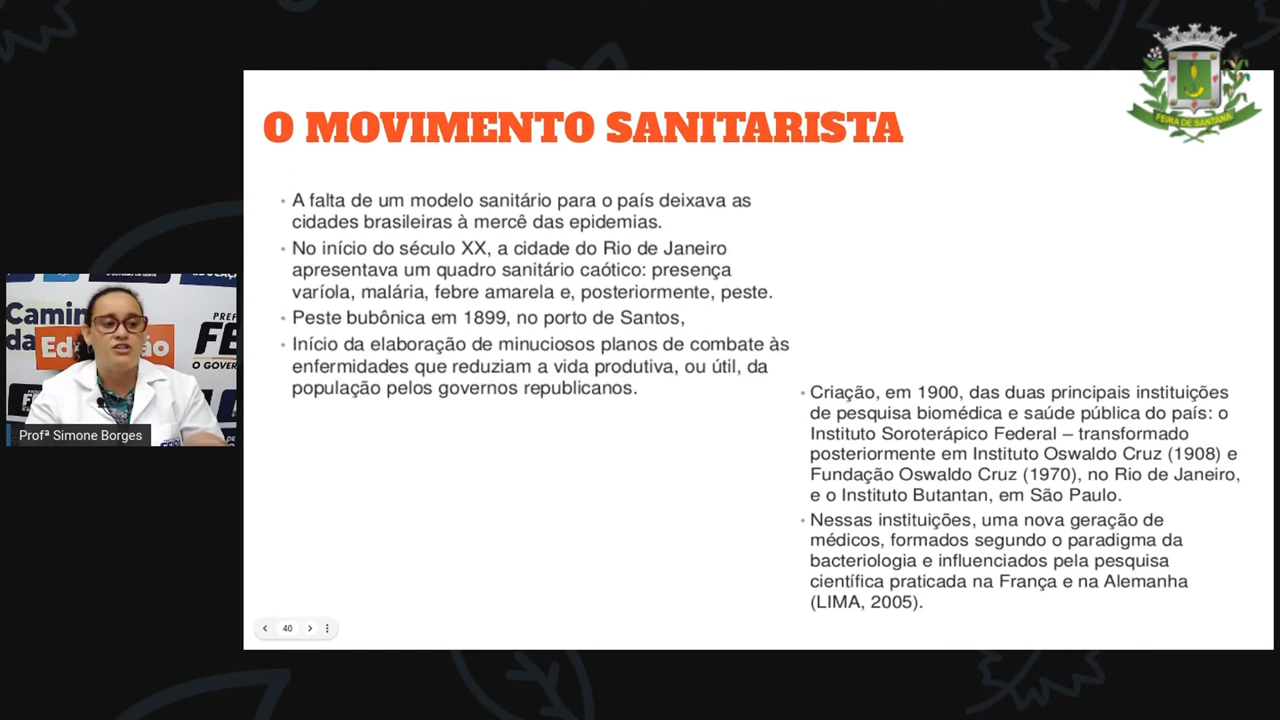 O MOVIMENTO SANITARISTA
FEIRA DE SANTANA
• A falta de um modelo sanitário para o país deixava as
cidades brasileiras à mercê das epidemias.
• No início do século XX, a cidade do Rio de Janeiro
apresentava um quadro sanitário caótico: presença
varíola, malária, febre amarela e, posteriormente, peste.
• Peste bubônica em 1899, no porto de Santos,
• Início da elaboração de minuciosos planos de combate às
enfermidades que reduziam a vida produtiva, ou útil, da
população pelos governos republicanos.
• Criação, em 1900, das duas principais instituições
de pesquisa biomédica e saúde pública do país: o
Instituto Soroterápico Federal – transformado
posteriormente em Instituto Oswaldo Cruz (1908) e
Fundação Oswaldo Cruz (1970), no Rio de Janeiro,
e o Instituto Butantan, em São Paulo.
• Nessas instituições, uma nova geração de
médicos, formados segundo o paradigma da
bacteriologia e influenciados pela pesquisa
científica praticada na França e na Alemanha
(LIMA, 2005).
40
Camin
da
Ed
ão
PREF
FE
O GOVER
Profª Simone Borges